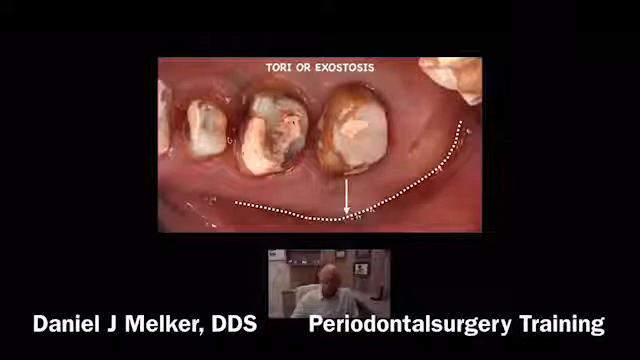 TORI OR EXOSTOSIS
Daniel J Melker, DDS
Periodontalsurgery Training